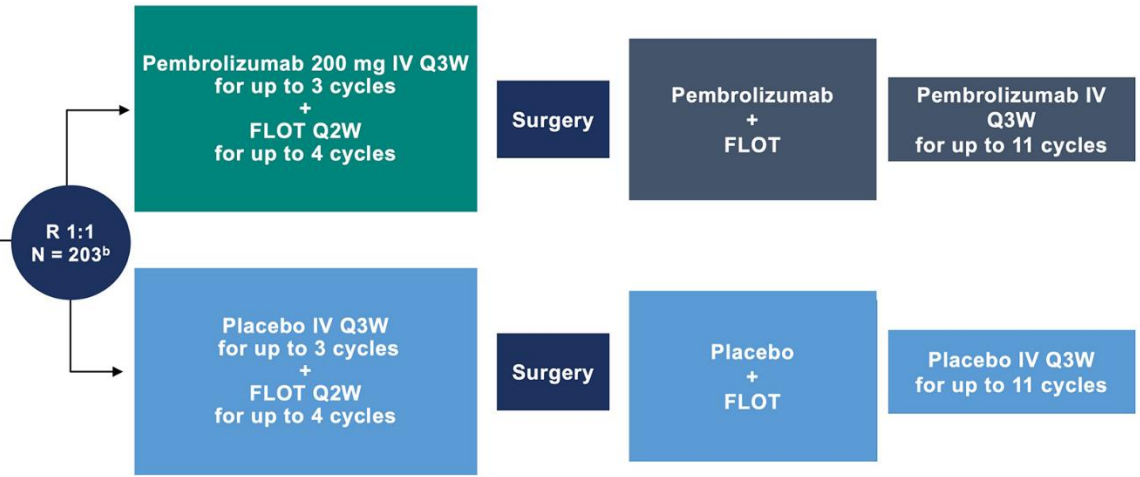 Pembrolizumab 200 mg IV Q3W
for up to 3 cycles
+
FLOT Q2W
for up to 4 cycles
Surgery
Pembrolizumab
+
FLOT
Pembrolizumab IV
Q3W
for up to 11 cycles
R 1:1
N = 203ᵇ
Placebo IV Q3W
for up to 3 cycles
+
FLOT Q2W
for up to 4 cycles
Surgery
Placebo
+
FLOT
Placebo IV Q3W
for up to 11 cycles